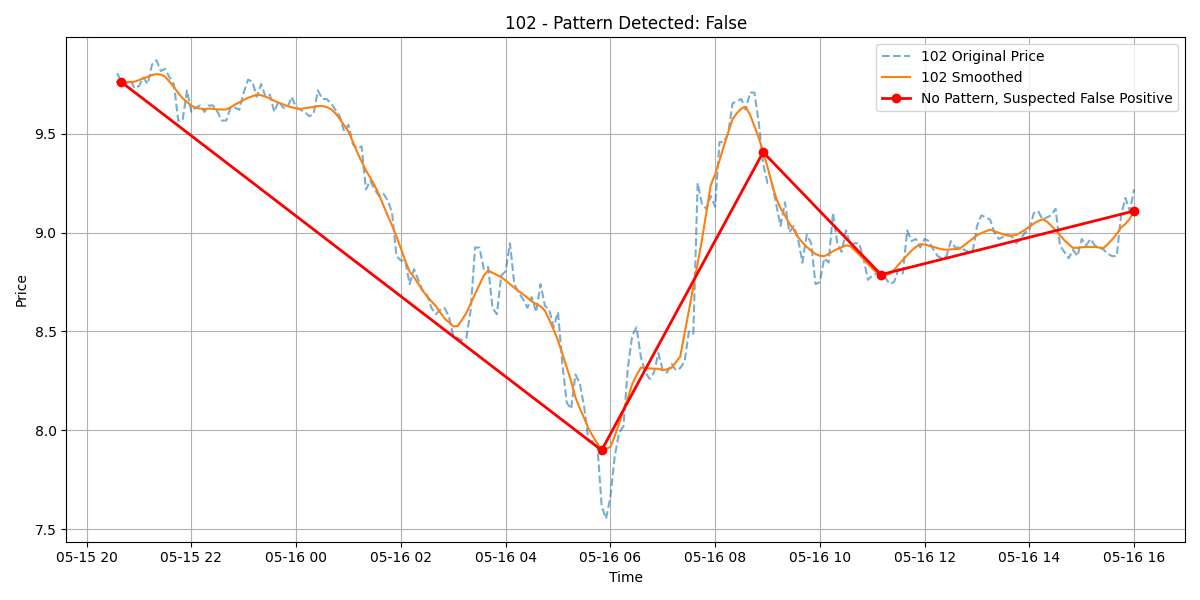 102 - Pattern Detected: False
102 Original Price
102 Smoothed
No Pattern, Suspected False Positive
Price
9.5
9.0
8.5
8.0
7.5
05-15 20 05-15 22 05-16 00 05-16 02 05-16 04 05-16 06 05-16 08 05-16 10 05-16 12 05-16 14 05-16 16
Time